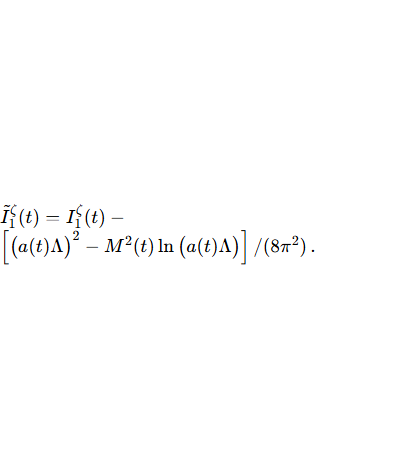 Ĩ₁^ζ(t) = I₁^ζ(t) −
[(a(t)Λ)² − M²(t) ln (a(t)Λ)] /(8π²) .